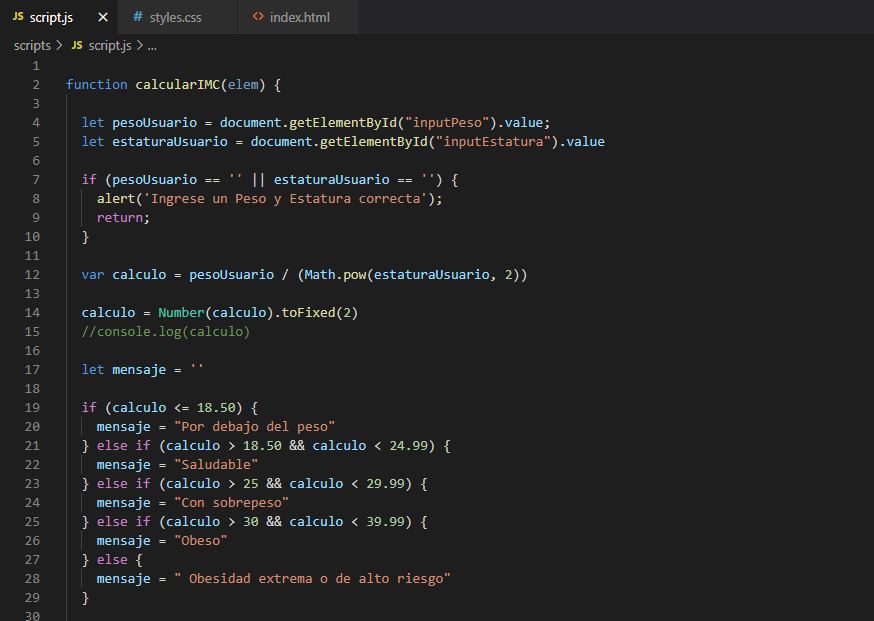 JS script.js × # styles.css <> index.html
scripts > JS script.js > ...
1
2 function calcularIMC(elem) {
3
4 let pesoUsuario = document.getElementById("inputPeso").value;
5 let estaturaUsuario = document.getElementById("inputEstatura").value
6
7 if (pesoUsuario == '' || estaturaUsuario == '') {
8 alert('Ingrese un Peso y Estatura correcta');
9 return;
10 }
11
12 var calculo = pesoUsuario / (Math.pow(estaturaUsuario, 2))
13
14 calculo = Number(calculo).toFixed(2)
15 //console.log(calculo)
16
17 let mensaje = ''
18
19 if (calculo <= 18.50) {
20 mensaje = "Por debajo del peso"
21 } else if (calculo > 18.50 && calculo < 24.99) {
22 mensaje = "Saludable"
23 } else if (calculo > 25 && calculo < 29.99) {
24 mensaje = "Con sobrepeso"
25 } else if (calculo > 30 && calculo < 39.99) {
26 mensaje = "Obeso"
27 } else {
28 mensaje = " Obesidad extrema o de alto riesgo"
29 }
30